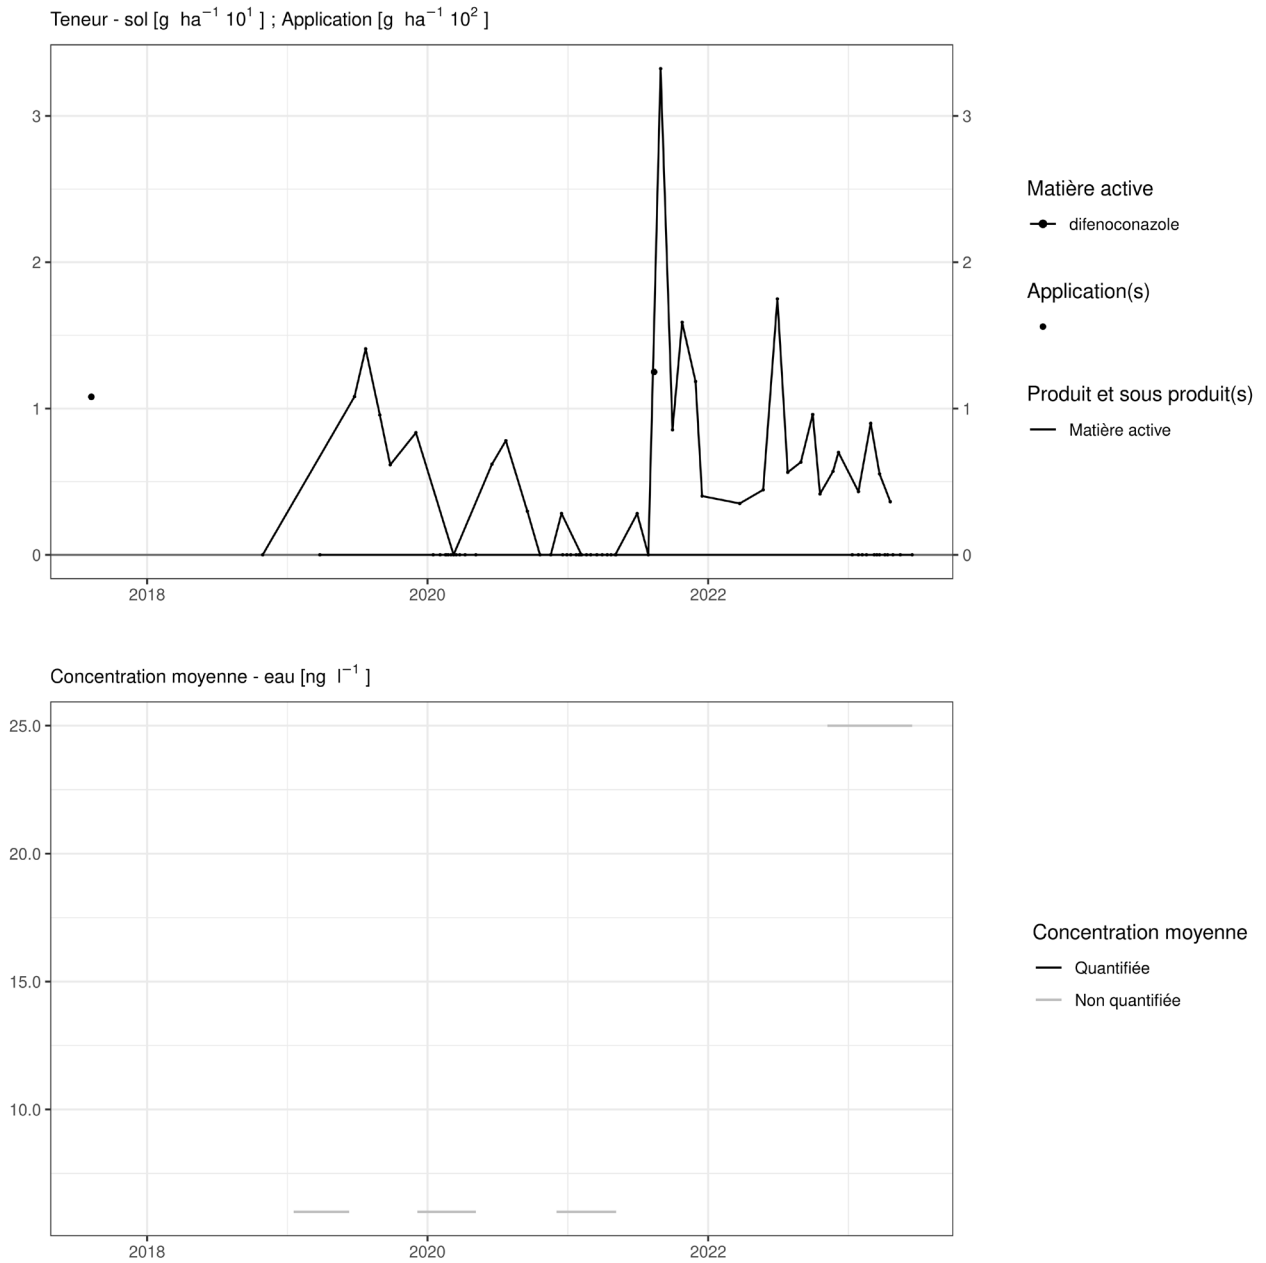 Teneur - sol [g ha−1 101 ] ; Application [g ha−1 102 ]
3
2
1
0
3
2
1
0
2018
2020
2022
Matière active
difenoconazole
Application(s)
Produit et sous produit(s)
Matière active
Concentration moyenne - eau [ng l−1 ]
25.0
20.0
15.0
10.0
2018
2020
2022
Concentration moyenne
Quantifiée
Non quantifiée